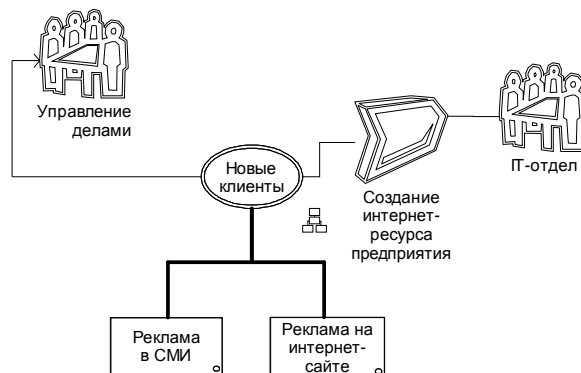 Управление
делами
Новые
клиенты
IT-отдел
Создание
интернет-
ресурса
предприятия
Реклама
в СМИ
Реклама на
интернет-
сайте